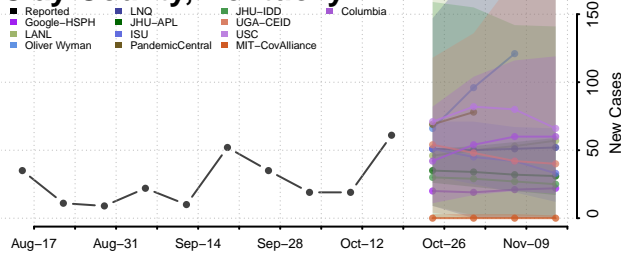 Reported LNQ JHU-IDD Columbia
Google-HSPH JHU-APL UGA-CEID
LANL ISU USC
Oliver Wyman PandemicCentral MIT-CovAlliance
150
100
50
0
New Cases
Aug-17 Aug-31 Sep-14 Sep-28 Oct-12 Oct-26 Nov-09